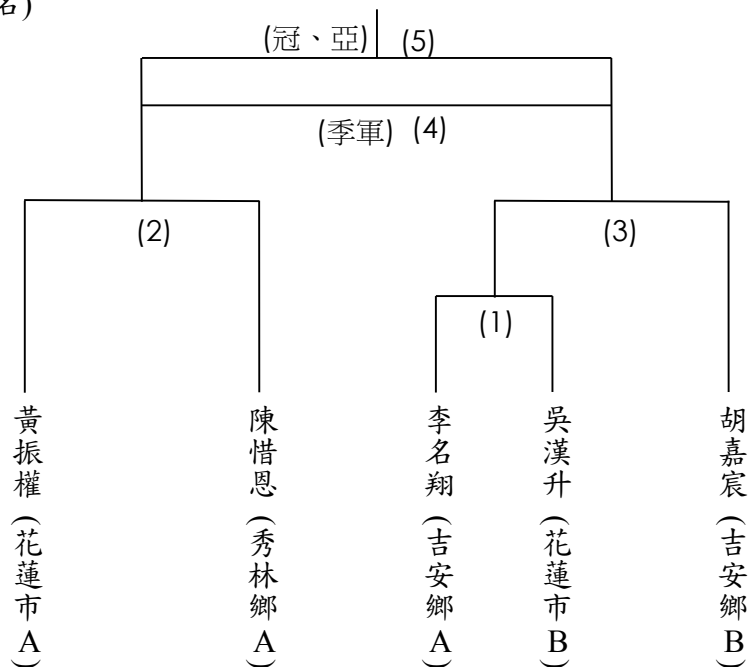 名)
(冠、亞) (5)
(季軍) (4)
(2)
(3)
(1)
黃振權(花蓮市A)
陳惜恩(秀林鄉A)
李名翔(吉安鄉A)
吳漢升(花蓮市B)
胡嘉宸(吉安鄉B)